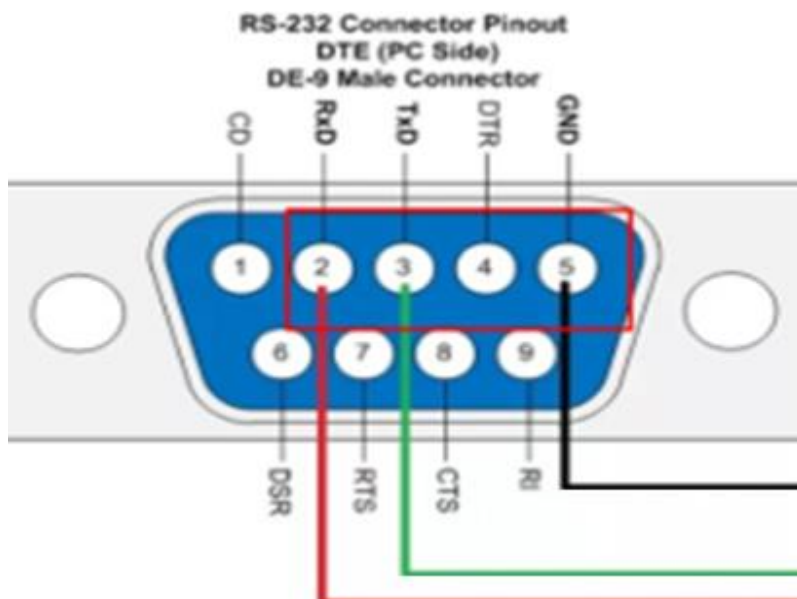 RS-232 Connector Pinout
DTE (PC Side)
DE-9 Male Connector
CD
RxD
TxD
DTR
GND
1
2
3
4
5
6
7
8
9
DSR
RTS
CTS
RI